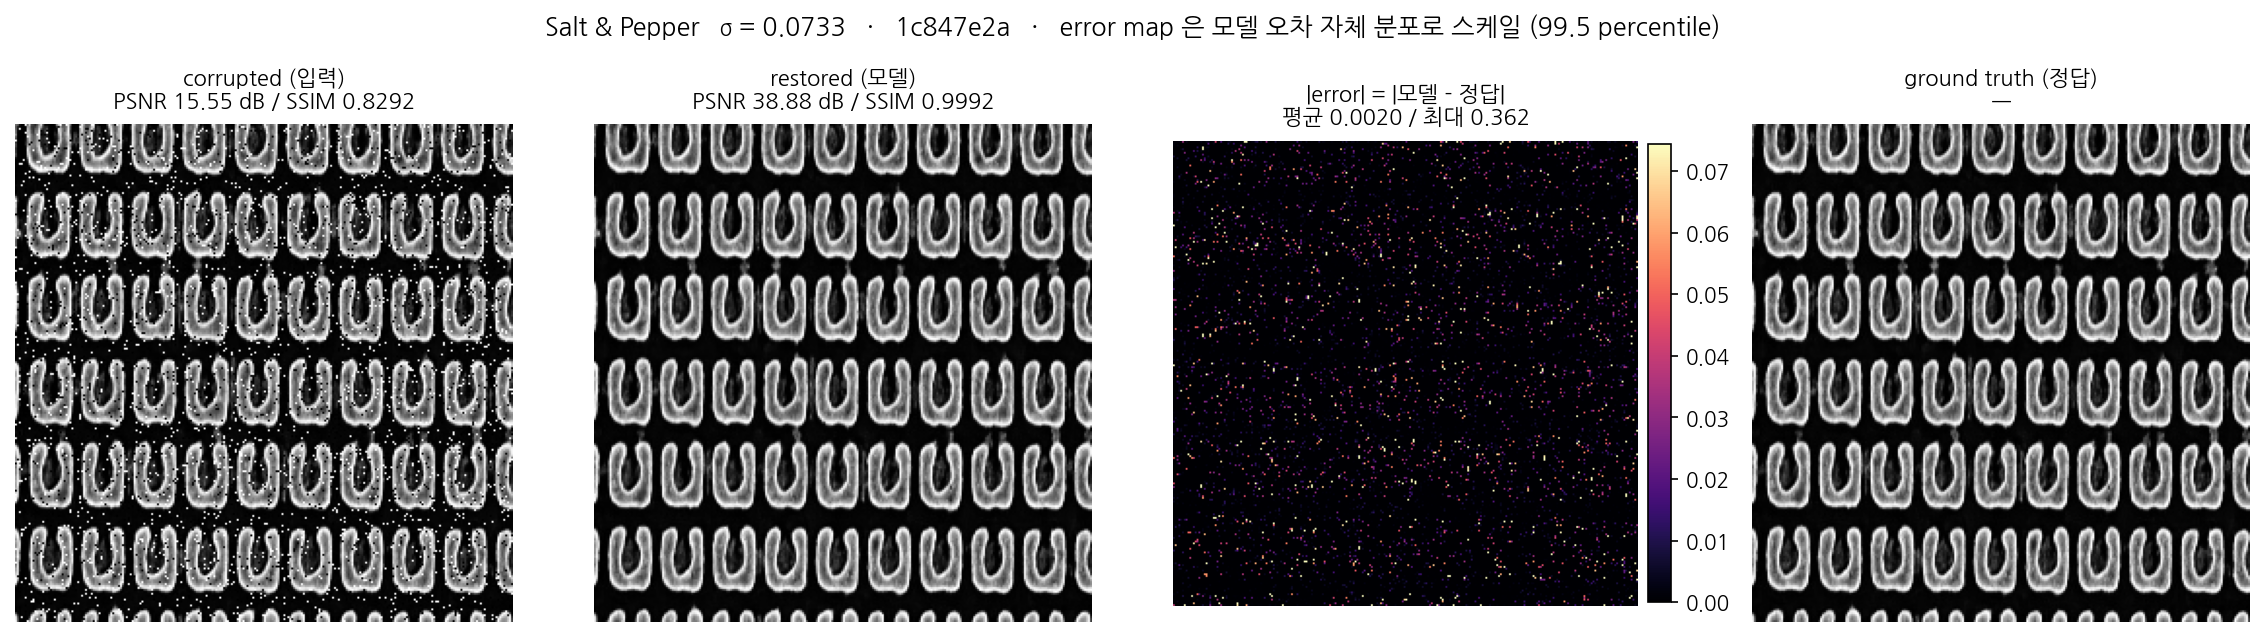 Salt & Pepper σ = 0.0733 · 1c847e2a · error map 은 모델 오차 자체 분포로 스케일 (99.5 percentile)
corrupted (입력)
PSNR 15.55 dB / SSIM 0.8292
restored (모델)
PSNR 38.88 dB / SSIM 0.9992
|error| = |모델 - 정답|
평균 0.0020 / 최대 0.362
0.07
0.06
0.05
0.04
0.03
0.02
0.01
0.00
ground truth (정답)
—